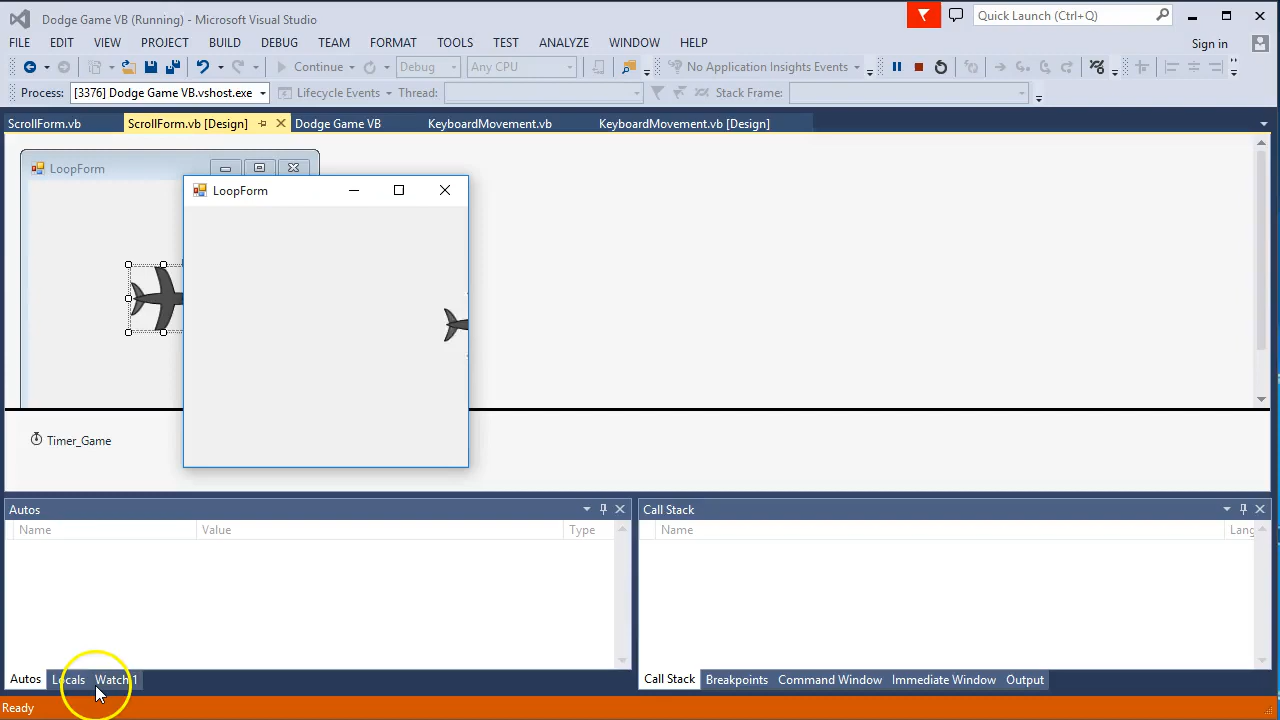 Dodge Game VB (Running) - Microsoft Visual Studio
Quick Launch (Ctrl+Q)
FILE EDIT VIEW PROJECT BUILD DEBUG TEAM FORMAT TOOLS TEST ANALYZE WINDOW HELP
Sign in
Continue Debug Any CPU No Application Insights Events
Process: [3376] Dodge Game VB.vshost.exe Lifecycle Events Thread: Stack Frame:
ScrollForm.vb ScrollForm.vb [Design] Dodge Game VB KeyboardMovement.vb KeyboardMovement.vb [Design]
LoopForm
LoopForm
Timer_Game
Autos
Name Value Type
Call Stack
Name Lang
Autos Locals Watch 1
Call Stack Breakpoints Command Window Immediate Window Output
Ready